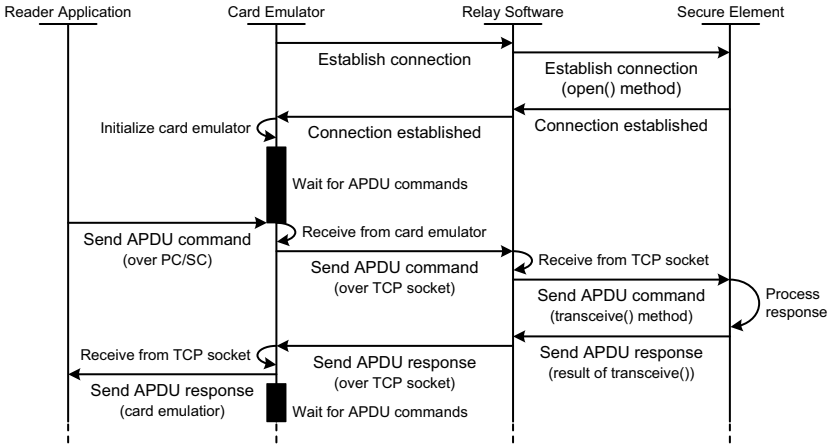 Reader Application
Card Emulator
Relay Software
Secure Element
Establish connection
Establish connection
(open() method)
Initialize card emulator
Connection established
Connection established
Wait for APDU commands
Send APDU command
(over PC/SC)
Receive from card emulator
Send APDU command
(over TCP socket)
Receive from TCP socket
Send APDU command
(transceive() method)
Process
response
Receive from TCP socket
Send APDU response
(over TCP socket)
Send APDU response
(result of transceive())
Send APDU response
(card emulatior)
Wait for APDU commands